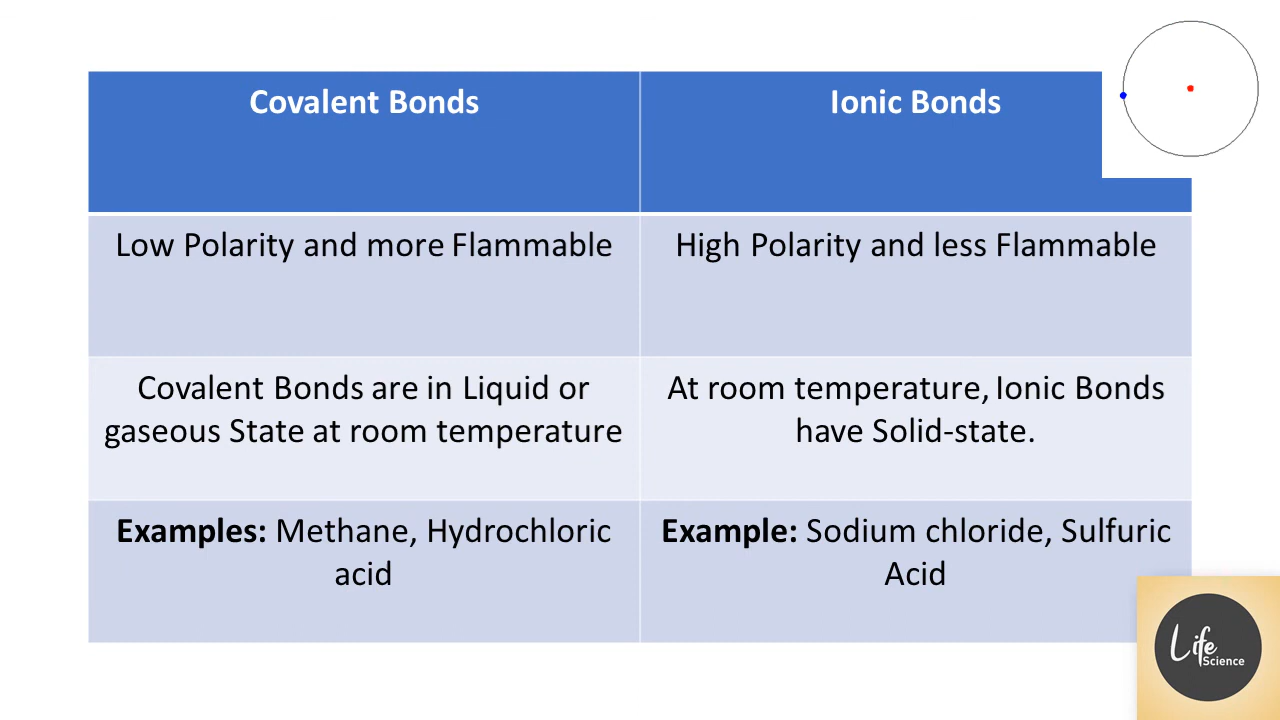 Covalent Bonds
Ionic Bonds
Low Polarity and more Flammable
High Polarity and less Flammable
Covalent Bonds are in Liquid or
gaseous State at room temperature
At room temperature, Ionic Bonds
have Solid-state.
Examples: Methane, Hydrochloric
acid
Example: Sodium chloride, Sulfuric
Acid
Life
Science